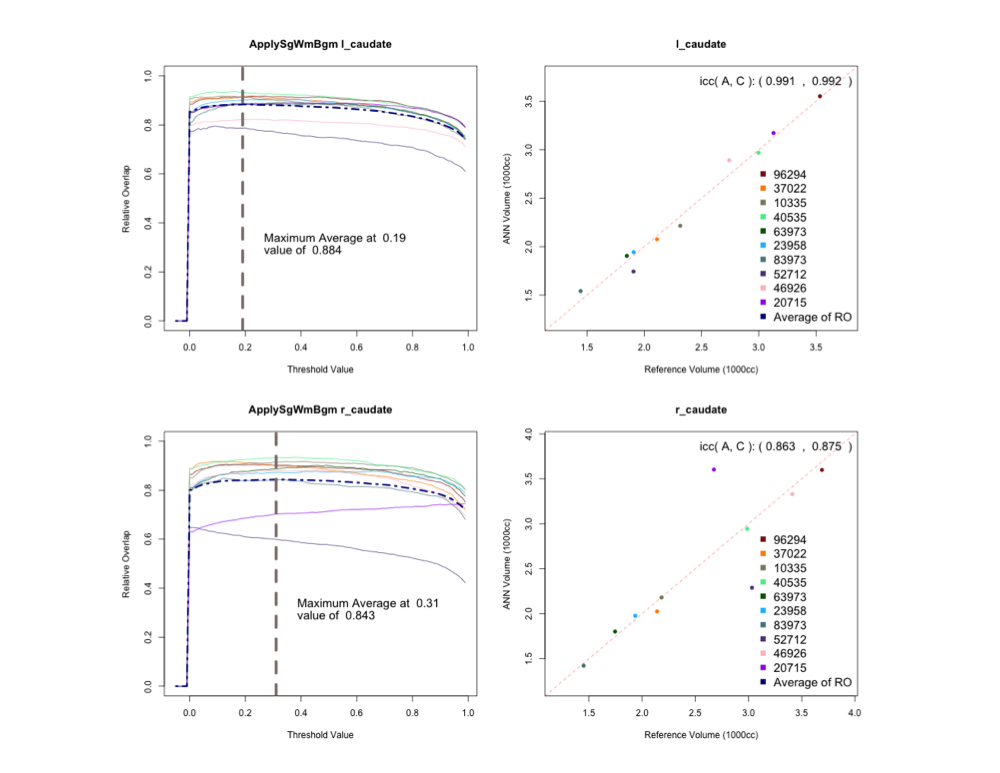 ApplySgWmBgm l_caudate
1.0
0.8
0.6
0.4
0.2
0.0
Relative Overlap
Maximum Average at 0.19
value of 0.884
0.0 0.2 0.4 0.6 0.8 1.0
Threshold Value
l_caudate
icc( A, C ): ( 0.991 , 0.992 )
3.5
3.0
2.5
2.0
1.5
ANN Volume (1000cc)
96294
37022
10335
40535
63973
23958
83973
52712
46926
20715
Average of RO
1.5 2.0 2.5 3.0 3.5
Reference Volume (1000cc)
ApplySgWmBgm r_caudate
1.0
0.8
0.6
0.4
0.2
0.0
Relative Overlap
Maximum Average at 0.31
value of 0.843
0.0 0.2 0.4 0.6 0.8 1.0
Threshold Value
r_caudate
icc( A, C ): ( 0.863 , 0.875 )
4.0
3.5
3.0
2.5
2.0
1.5
ANN Volume (1000cc)
96294
37022
10335
40535
63973
23958
83973
52712
46926
20715
Average of RO
1.5 2.0 2.5 3.0 3.5 4.0
Reference Volume (1000cc)